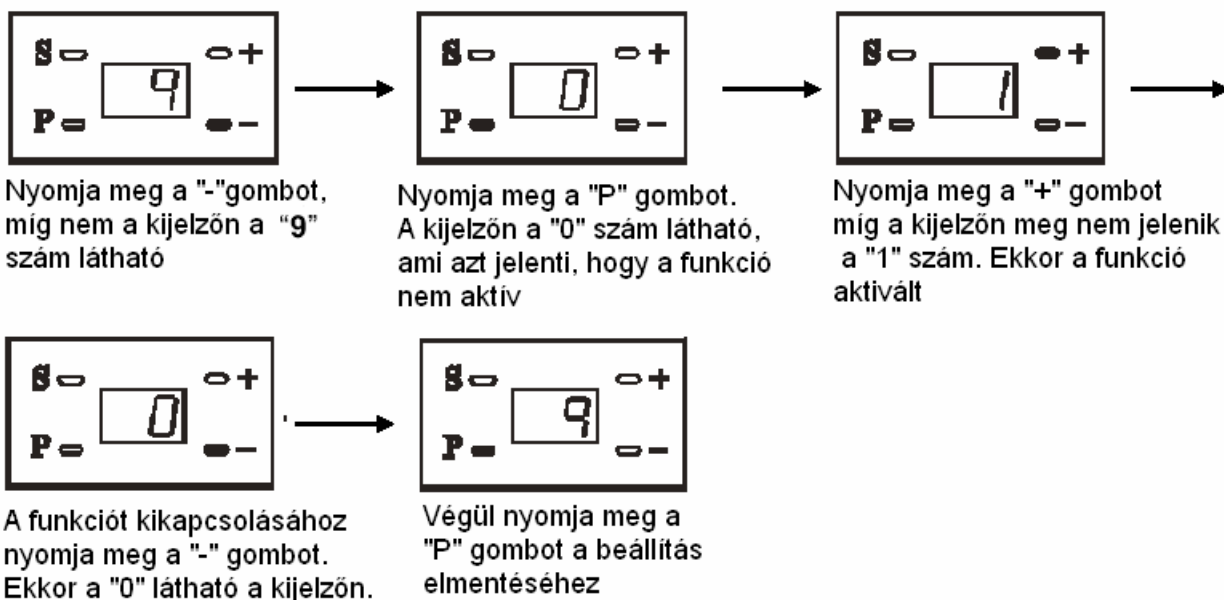 S +
9
P -
Nyomja meg a "-"gombot,
míg nem a kijelzőn a “9”
szám látható
S +
0
P -
Nyomja meg a "P" gombot.
A kijelzőn a "0" szám látható,
ami azt jelenti, hogy a funkció
nem aktív
S +
1
P -
Nyomja meg a "+" gombot
míg a kijelzőn meg nem jelenik
a "1" szám. Ekkor a funkció
aktivált
S +
0
P -
A funkciót kikapcsolásához
nyomja meg a "-" gombot.
Ekkor a "0" látható a kijelzőn.
S +
9
P -
Végül nyomja meg a
"P" gombot a beállítás
elmentéséhez